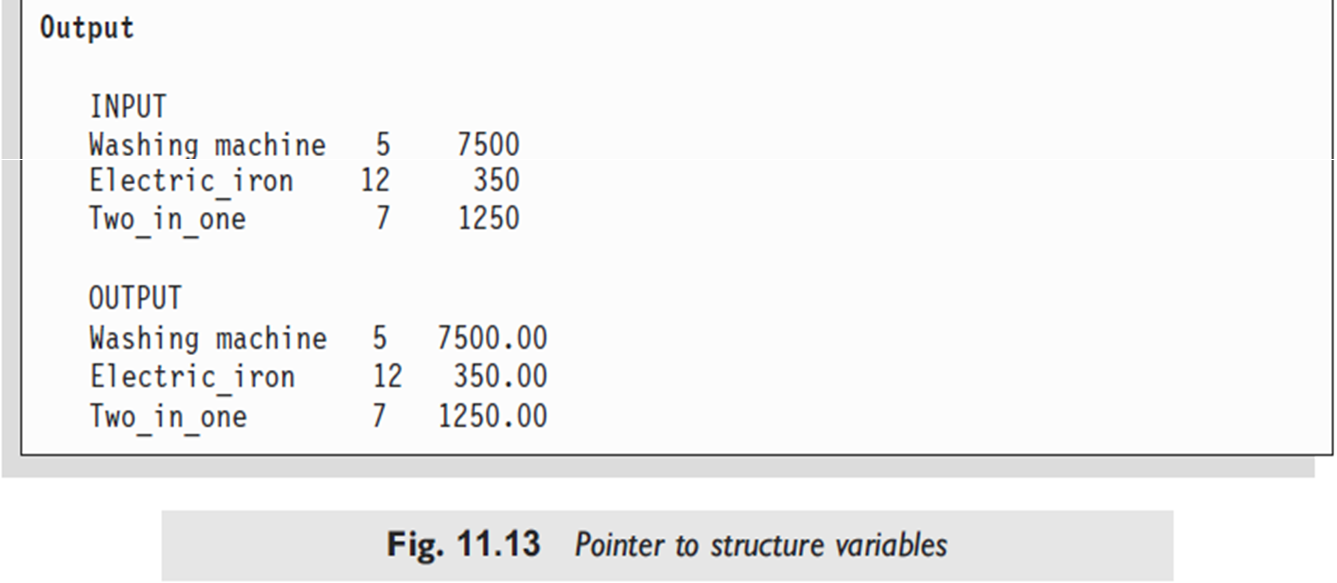 Output
INPUT
Washing machine 5 7500
Electric_iron 12 350
Two_in_one 7 1250
OUTPUT
Washing machine 5 7500.00
Electric_iron 12 350.00
Two_in_one 7 1250.00
Fig. 11.13 Pointer to structure variables